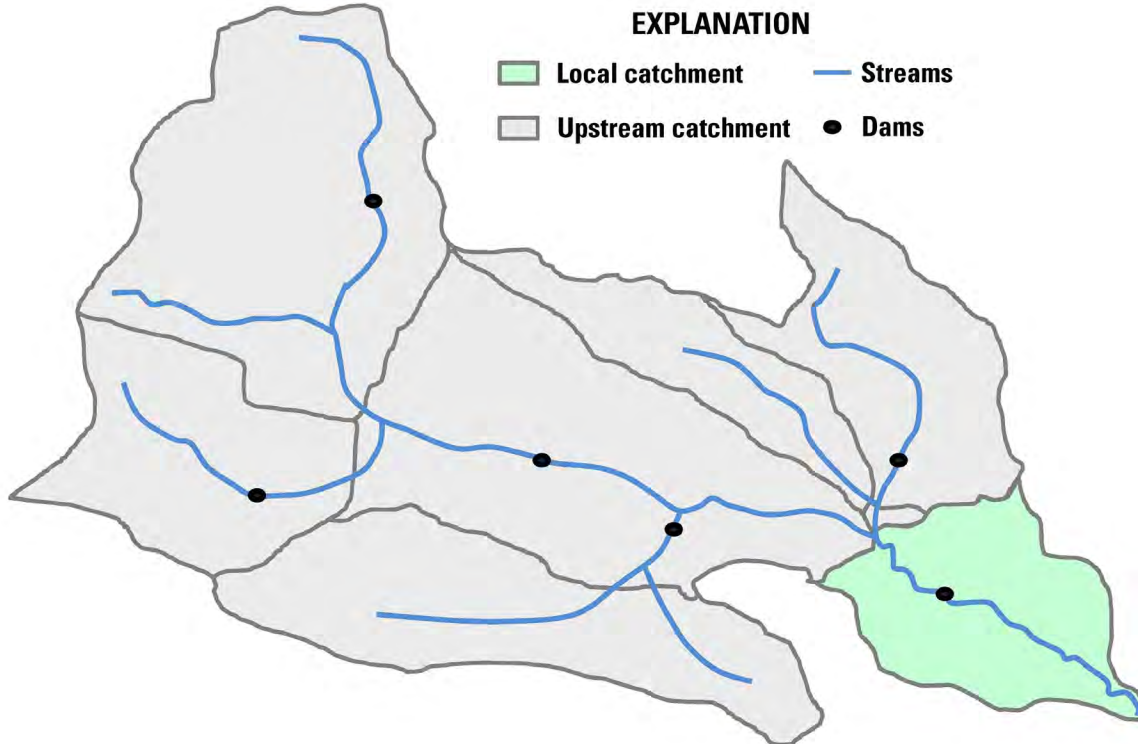 EXPLANATION
Local catchment
Streams
Upstream catchment
Dams